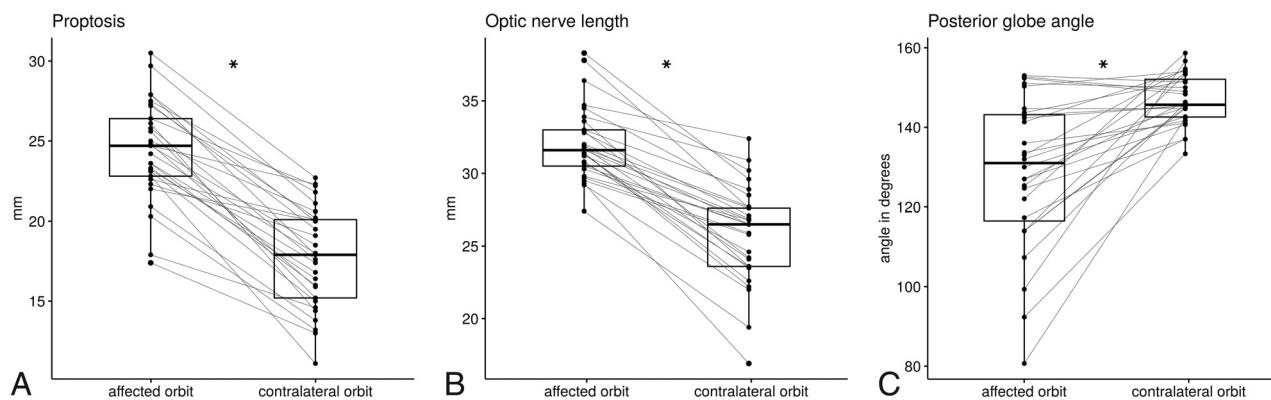 Proptosis
*
30
25
20
15
mm
affected orbit contralateral orbit
A
Optic nerve length
*
35
30
25
20
mm
affected orbit contralateral orbit
B
Posterior globe angle
*
160
140
120
100
80
angle in degrees
affected orbit contralateral orbit
C